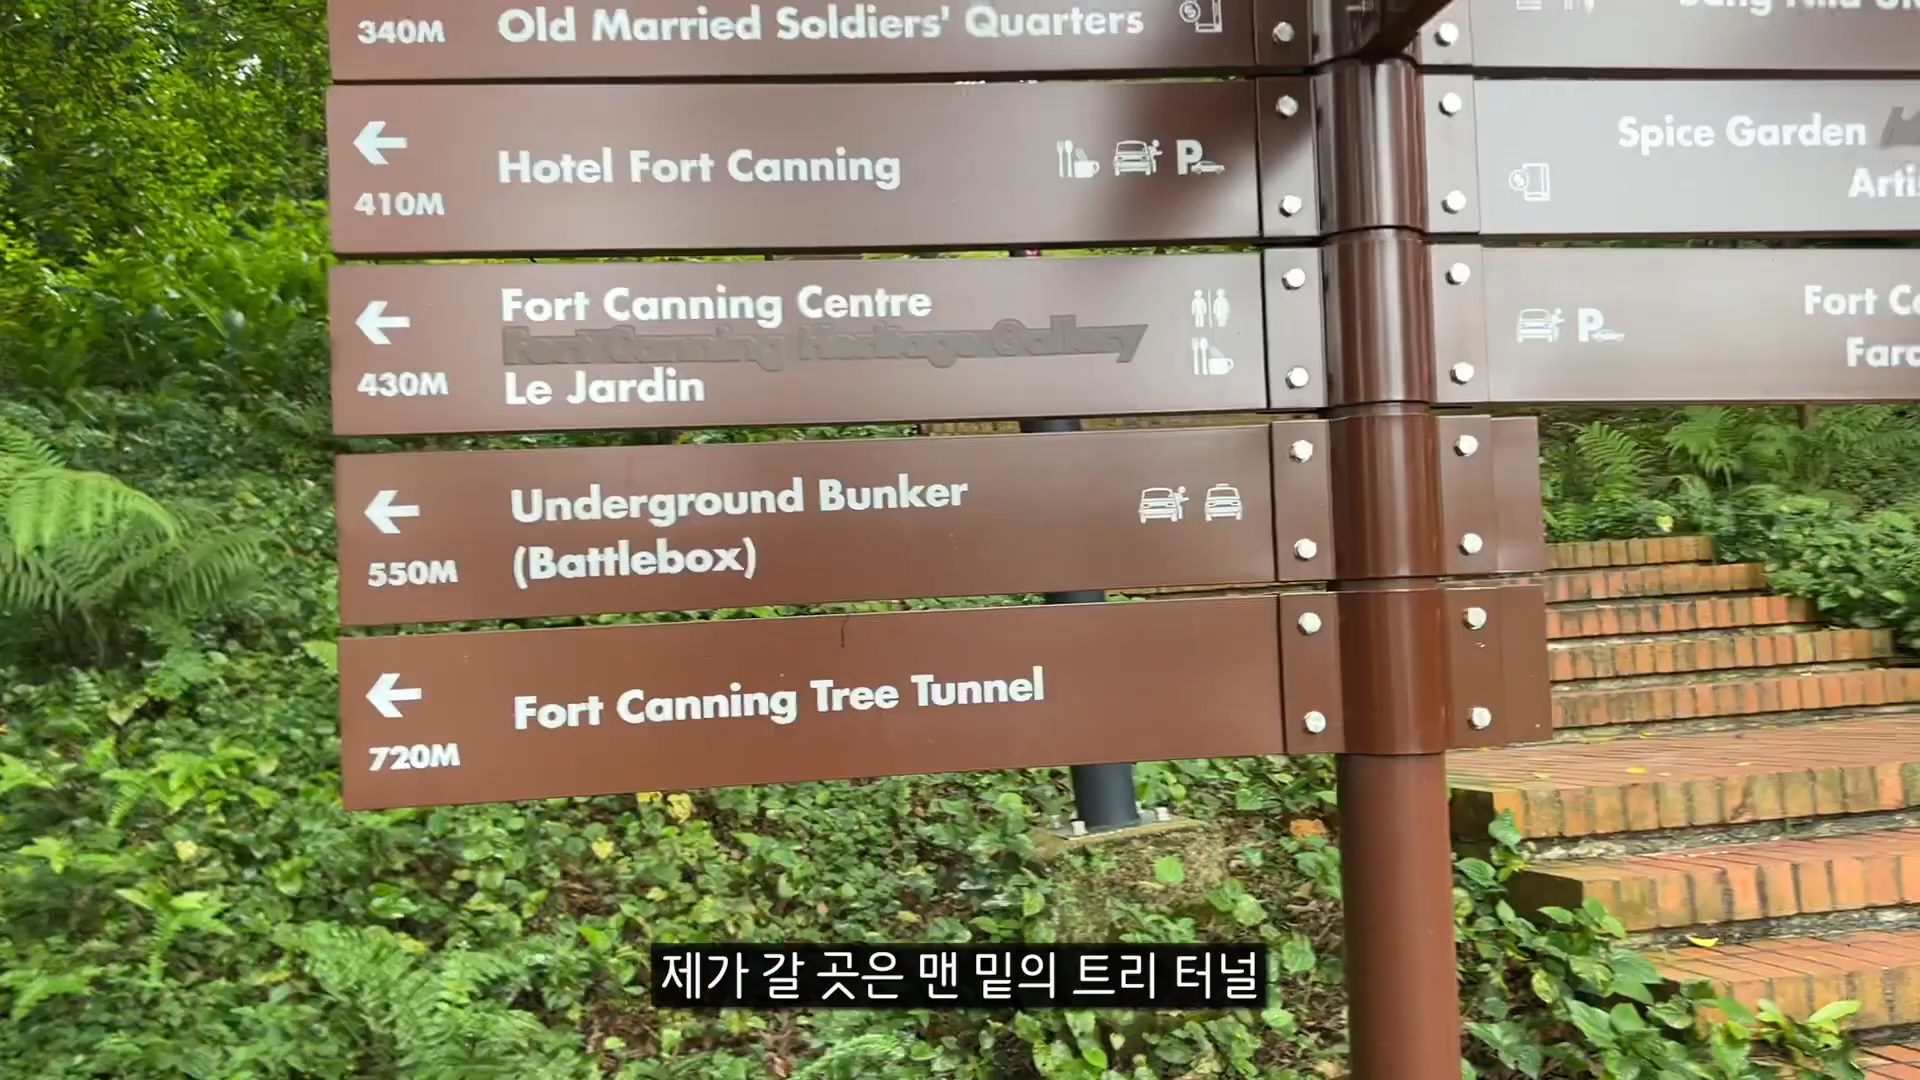 340M
Old Married Soldiers' Quarters
Hotel Fort Canning
410M
Fort Canning Centre
Fort Canning Heritage Gallery
Le Jardin
430M
Underground Bunker
(Battlebox)
550M
Fort Canning Tree Tunnel
720M
Spice Garden
Fort
P
P
제가 갈 곳은 맨 밑의 트리 터널